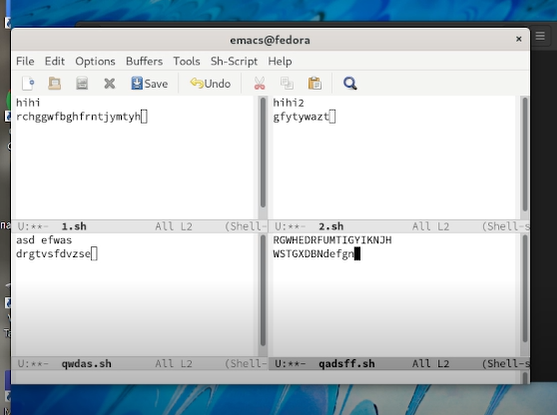 emacs@fedora
File Edit Options Buffers Tools Sh-Script Help
Save Undo
hihi
rchggwfbghfrntjymtyh
U:**- 1.sh All L2 (Shell-
hihi2
gfytywazt
U:**- 2.sh All L2 (Shell-s
asd efwas
drgtvsfdvzse
U:**- qwdas.sh All L2 (Shell-
RGWHEDRFUMTIGYIKNJH
WSTGXDBNdefgn
U:**- qadsff.sh All L2 (Shell-s